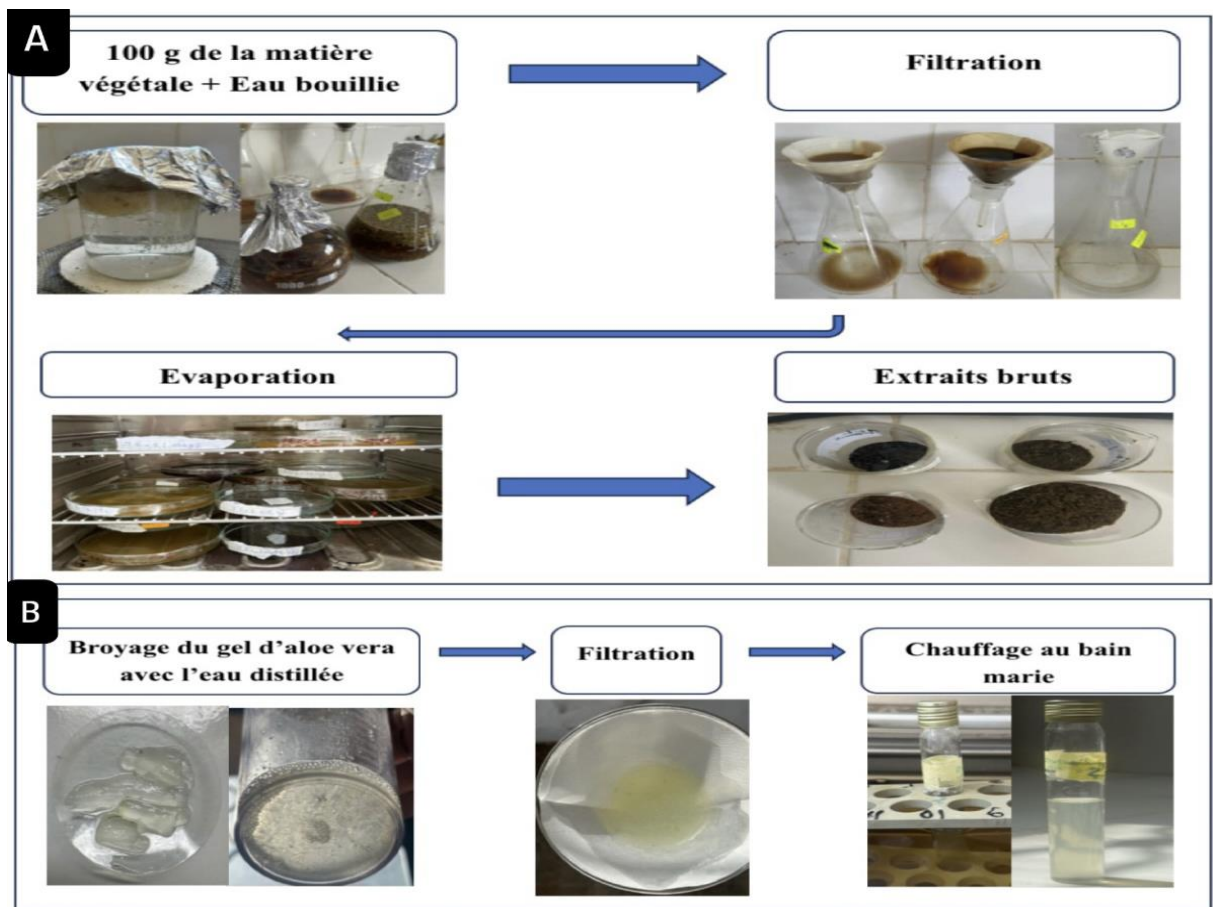 A
100 g de la matière
végétale + Eau bouillie
Filtration
Evaporation
Extraits bruts
B
Broyage du gel d’aloe vera
avec l’eau distillée
Filtration
Chauffage au bain
marie